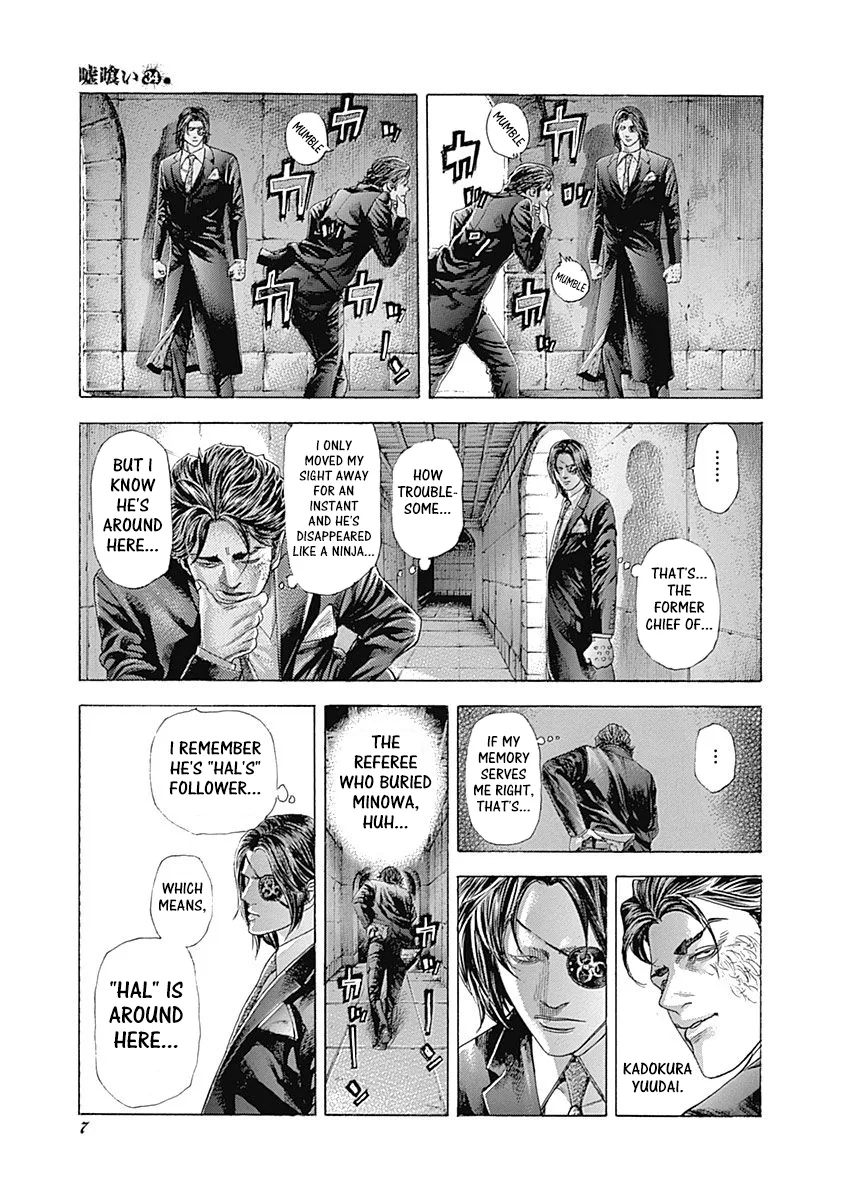 嘘喰い 34.
MUMBLE
MUMBLE
カ
カ
カ
カ
ッ
ッ
MUMBLE
カ
カ
カ
カ
ッ
ッ
……
THAT'S...
THE
FORMER
CHIEF OF...
HOW
TROUBLE-
SOME...
I ONLY
MOVED MY
SIGHT AWAY
FOR AN
INSTANT
AND HE'S
DISAPPEARED
LIKE A NINJA...
BUT I
KNOW
HE'S
AROUND
HERE...
…
IF MY
MEMORY
SERVES
ME RIGHT,
THAT'S...
KADOKURA
YUUDAI.
THE
REFEREE
WHO BURIED
MINOWA,
HUH...
I REMEMBER
HE'S "HAL'S"
FOLLOWER...
WHICH
MEANS,
"HAL" IS
AROUND
HERE...
7